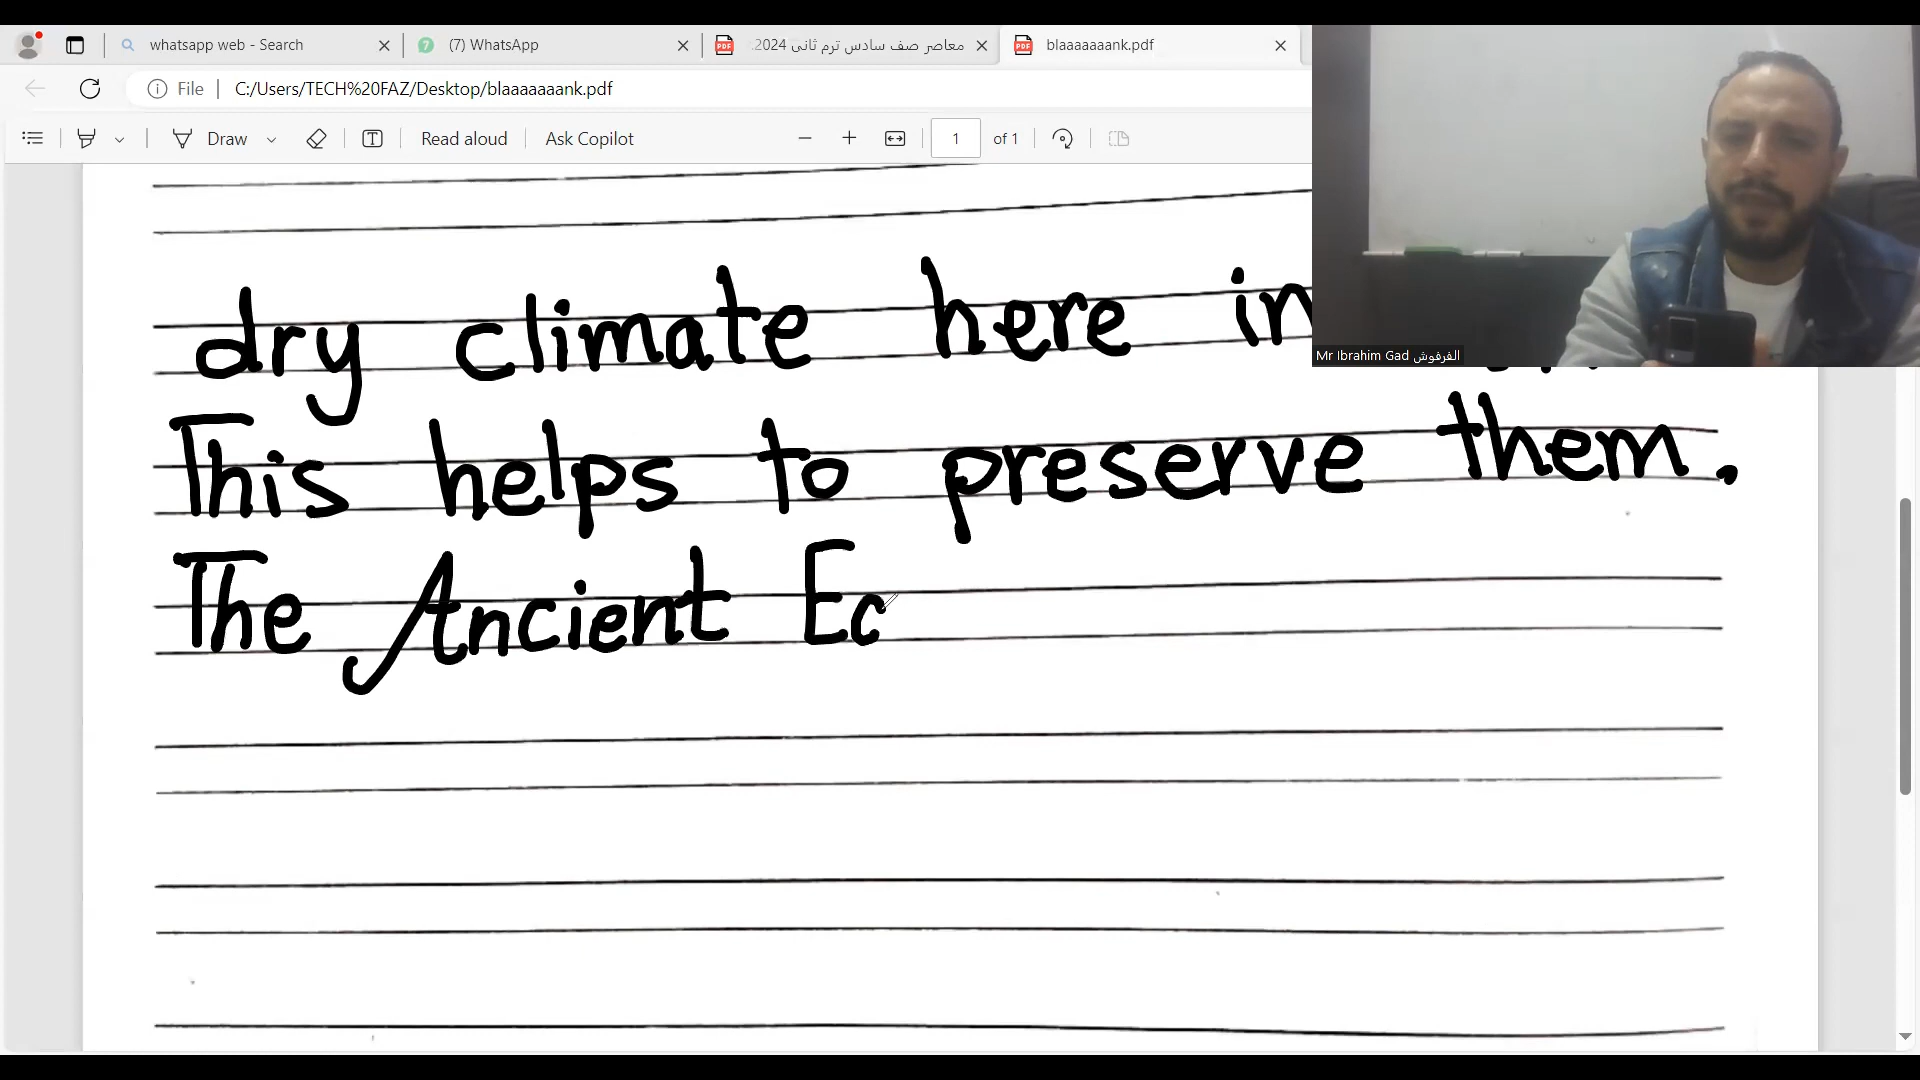 whatsapp web - Search
(7) WhatsApp
معاصر صف سادس ترم ثانى 2024
blaaaaaaank.pdf
File
C:/Users/TECH%20FAZ/Desktop/blaaaaaaank.pdf
Draw
Read aloud
Ask Copilot
1 of 1
dry climate here in
This helps to preserve them.
The Ancient Ec
Mr Ibrahim Gad الفرفوش